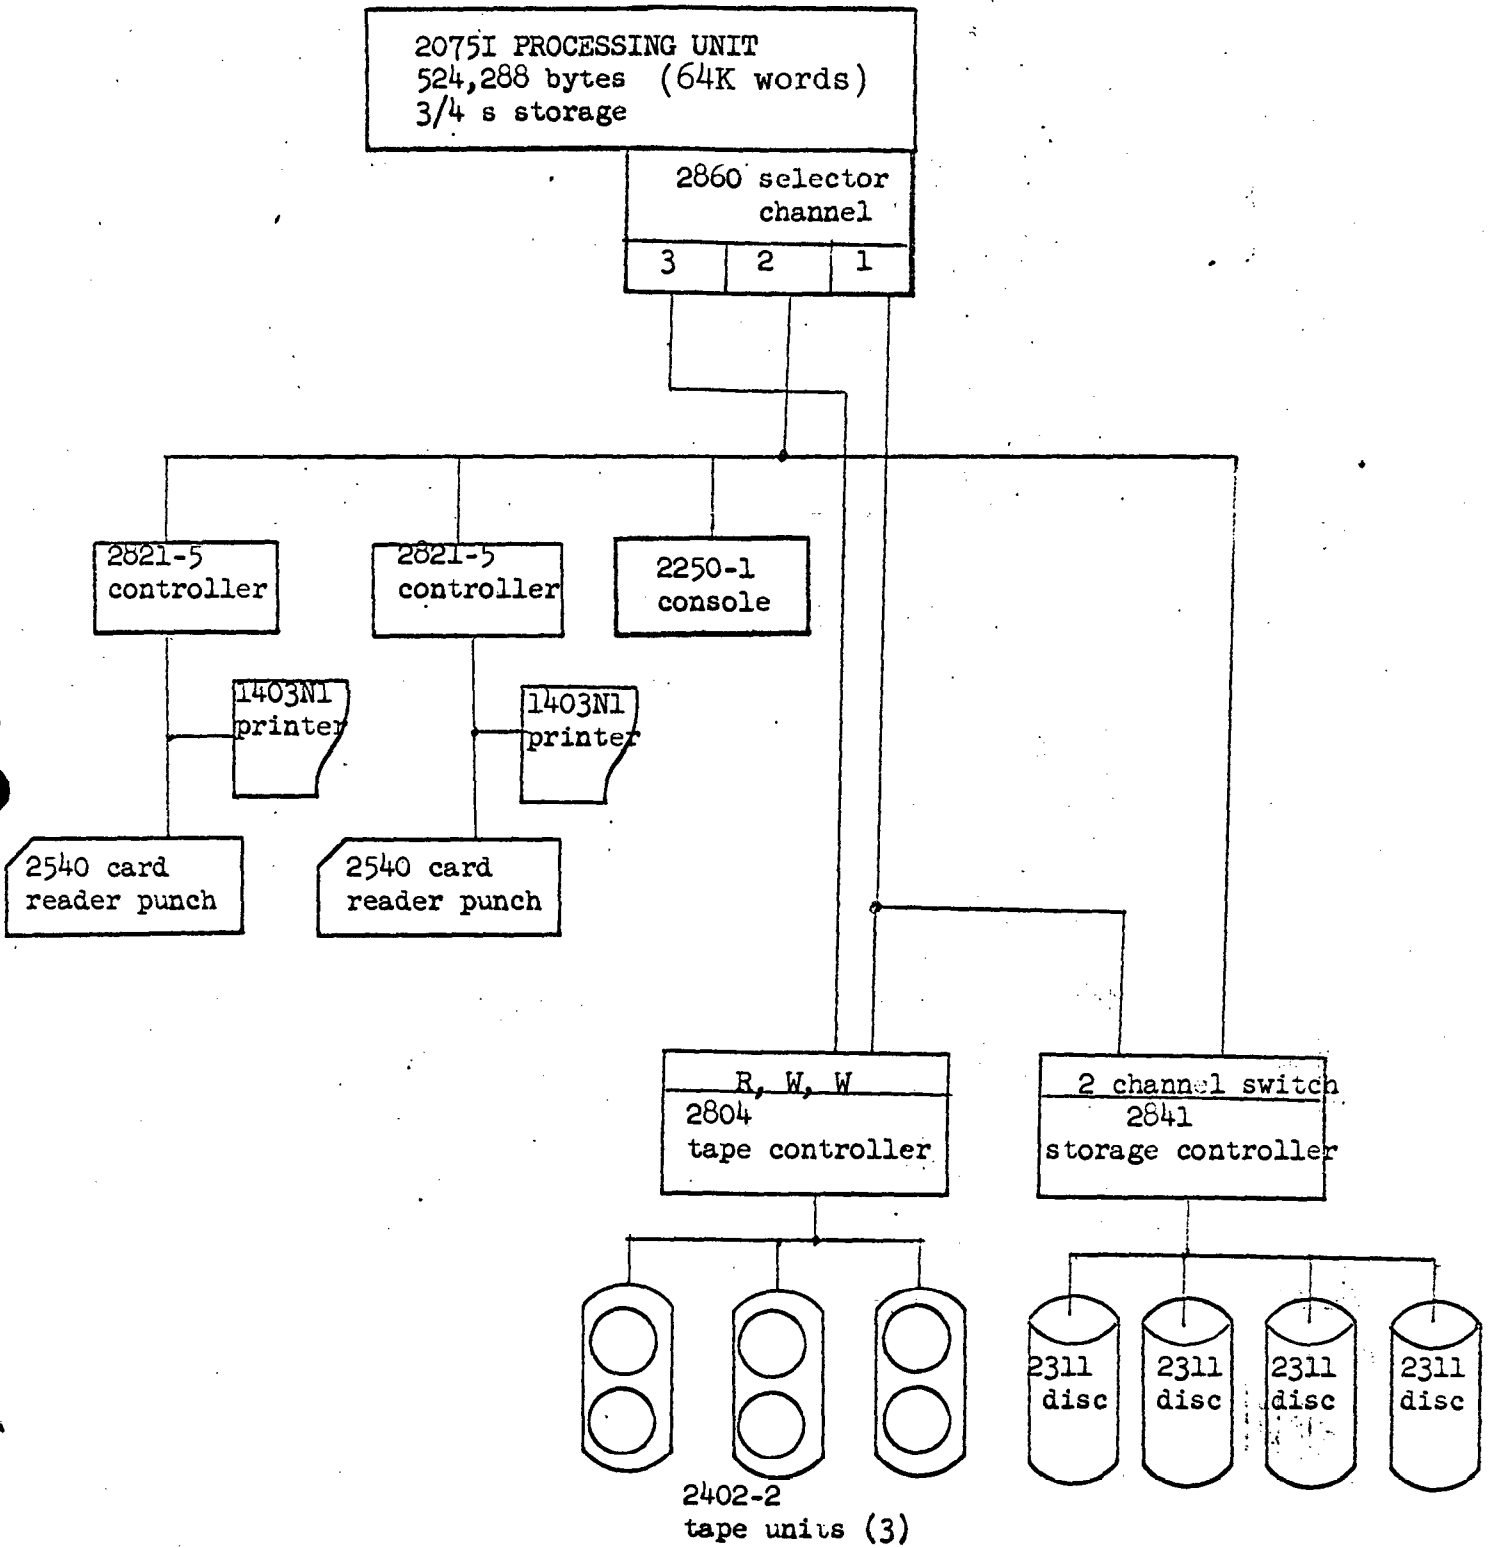 2075I PROCESSING UNIT
524,288 bytes (64K words)
3/4 s storage
2860 selector
channel
3 2 1
2821-5
controller
2821-5
controller
2250-1
console
1403N1
printer
1403N1
printer
2540 card
reader punch
2540 card
reader punch
R, W, W
2804
tape controller
2 channel switch
2841
storage controller
2311
disc
2311
disc
2311
disc
2311
disc
2402-2
tape units (3)